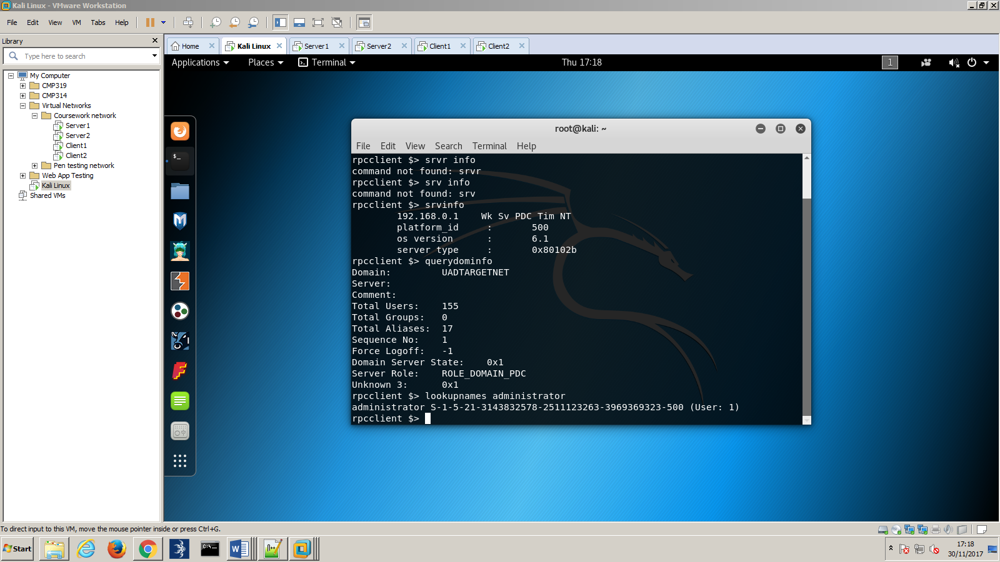 Kali Linux - VMware Workstation
File Edit View VM Tabs Help
Library
Type here to search
My Computer
CMP319
CMP314
Virtual Networks
Coursework network
Server1
Server2
Client1
Client2
Pen testing network
Web App Testing
Kali Linux
Shared VMs
Home Kali Linux Server1 Server2 Client1 Client2
Applications Places Terminal Thu 17:18 1
root@kali: ~
File Edit View Search Terminal Help
rpcclient $> srvr info
command not found: srvr
rpcclient $> srv info
command not found: srv
rpcclient $> srvinfo
192.168.0.1 Wk Sv PDC Tim NT
platform_id : 500
os version : 6.1
server type : 0x80102b
rpcclient $> querydominfo
Domain: UADTARGETNET
Server:
Comment:
Total Users: 155
Total Groups: 0
Total Aliases: 17
Sequence No: 1
Force Logoff: -1
Domain Server State: 0x1
Server Role: ROLE_DOMAIN_PDC
Unknown 3: 0x1
rpcclient $> lookupnames administrator
administrator S-1-5-21-3143832578-2511123263-3969369323-500 (User: 1)
rpcclient $>
To direct input to this VM, move the mouse pointer inside or press Ctrl+G.
Start
17:18
30/11/2017